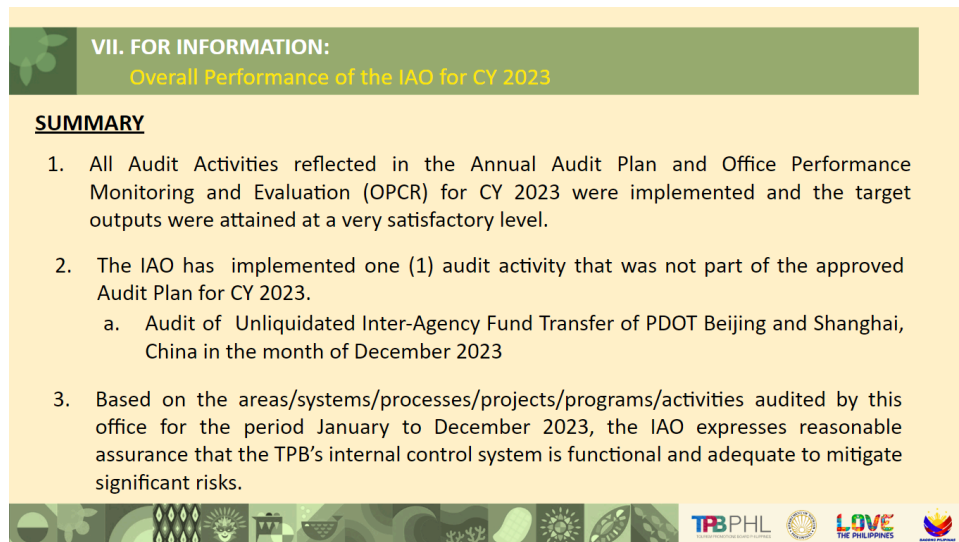 VII. FOR INFORMATION:
Overall Performance of the IAO for CY 2023
SUMMARY
1. All Audit Activities reflected in the Annual Audit Plan and Office Performance
Monitoring and Evaluation (OPCR) for CY 2023 were implemented and the target
outputs were attained at a very satisfactory level.
2. The IAO has implemented one (1) audit activity that was not part of the approved
Audit Plan for CY 2023.
a. Audit of Unliquidated Inter-Agency Fund Transfer of PDOT Beijing and Shanghai,
China in the month of December 2023
3. Based on the areas/systems/processes/projects/programs/activities audited by this
office for the period January to December 2023, the IAO expresses reasonable
assurance that the TPB’s internal control system is functional and adequate to mitigate
significant risks.
TPBPHL
TOURISM PROMOTIONS BOARD PHILIPPINES
LOVE
THE PHILIPPINES
BAGONG PILIPINAS